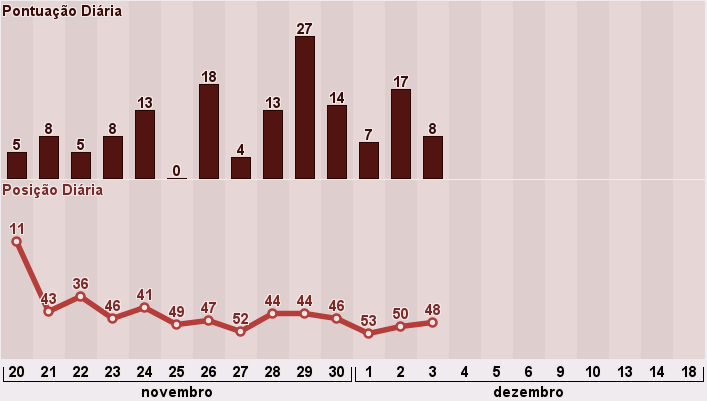 Pontuação Diária
5 8 5 8 13 0 18 4 13 27 14 7 17 8
Posição Diária
11 43 36 46 41 49 47 52 44 44 46 53 50 48
20 21 22 23 24 25 26 27 28 29 30 1 2 3 4 5 6 9 10 13 14 18
novembro dezembro